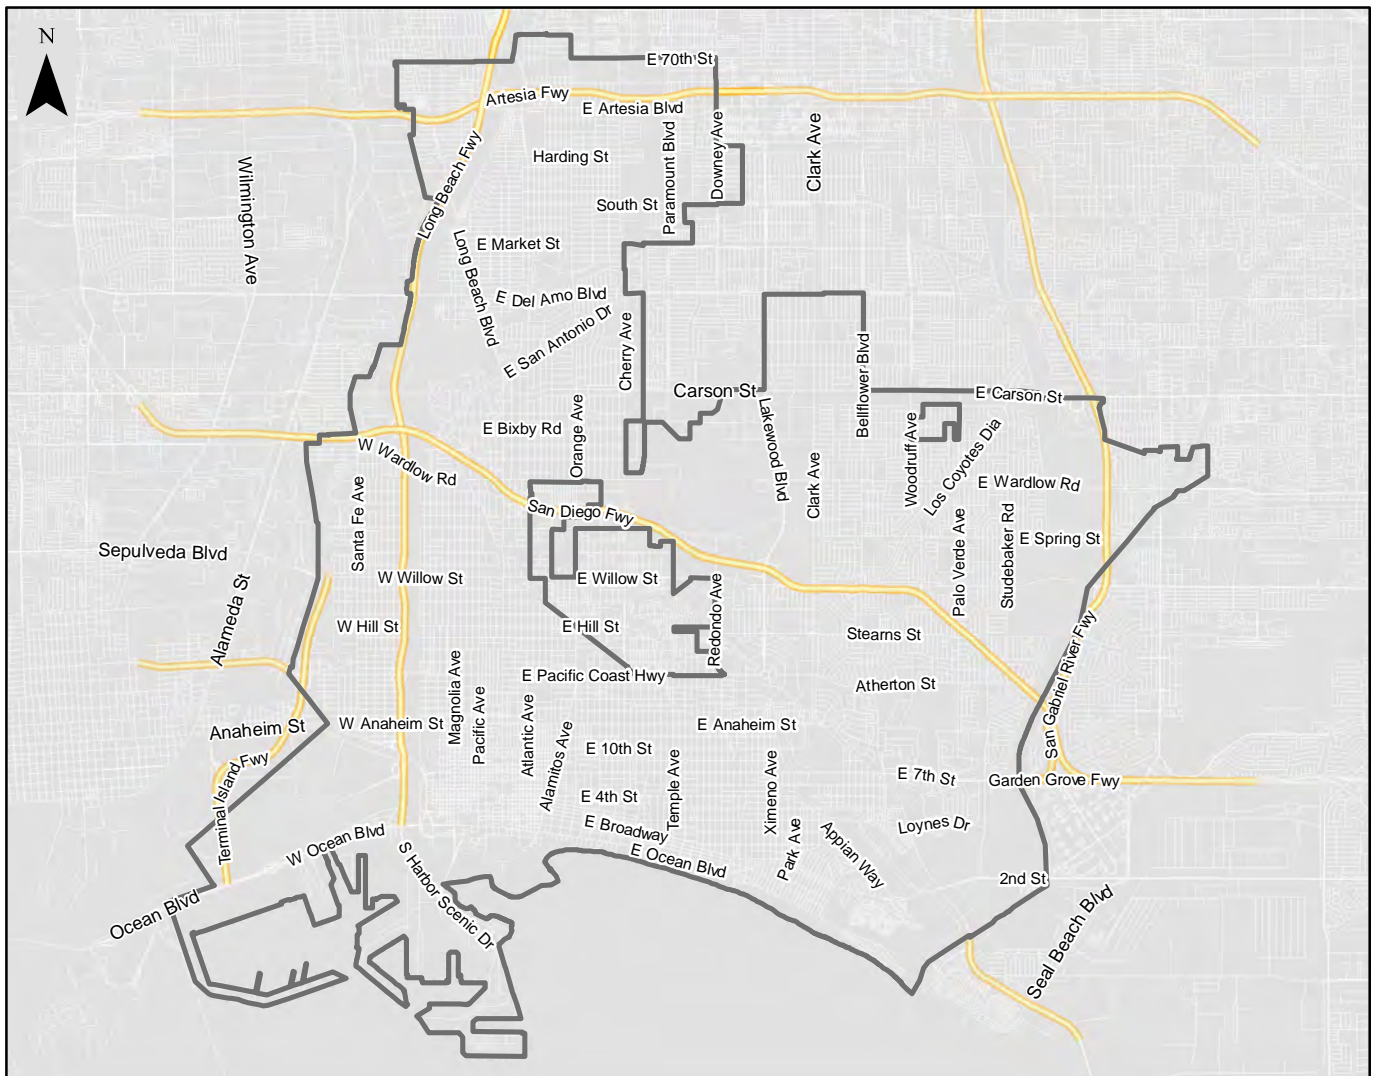 N
E 70th St
Artesia Fwy
E Artesia Blvd
Long Beach Fwy
Harding St
Paramount Blvd
Downey Ave
Clark Ave
Wilmington Ave
South St
E Market St
Long Beach Blvd
E Del Amo Blvd
E San Antonio Dr
Cherry Ave
Carson St
Bellflower Blvd
E Carson St
Lakewood Blvd
E Bixby Rd
Orange Ave
Woodruff Ave
Los Coyotes Dia
Clark Ave
W Wardlow Rd
E Wardlow Rd
Santa Fe Ave
San Diego Fwy
Palo Verde Ave
Studebaker Rd
E Spring St
Sepulveda Blvd
Alameda St
W Willow St
E Willow St
Redondo Ave
W Hill St
E Hill St
Stearns St
San Gabriel River Fwy
E Pacific Coast Hwy
Atherton St
Magnolia Ave
Pacific Ave
Atlantic Ave
Alamitos Ave
Anaheim St
W Anaheim St
E Anaheim St
E 10th St
Terminal Island Fwy
Temple Ave
Ximeno Ave
E 7th St
Garden Grove Fwy
E 4th St
E Broadway
Park Ave
Appian Way
Loynes Dr
W Ocean Blvd
S Harbor Scenic Dr
E Ocean Blvd
2nd St
Ocean Blvd
Seal Beach Blvd